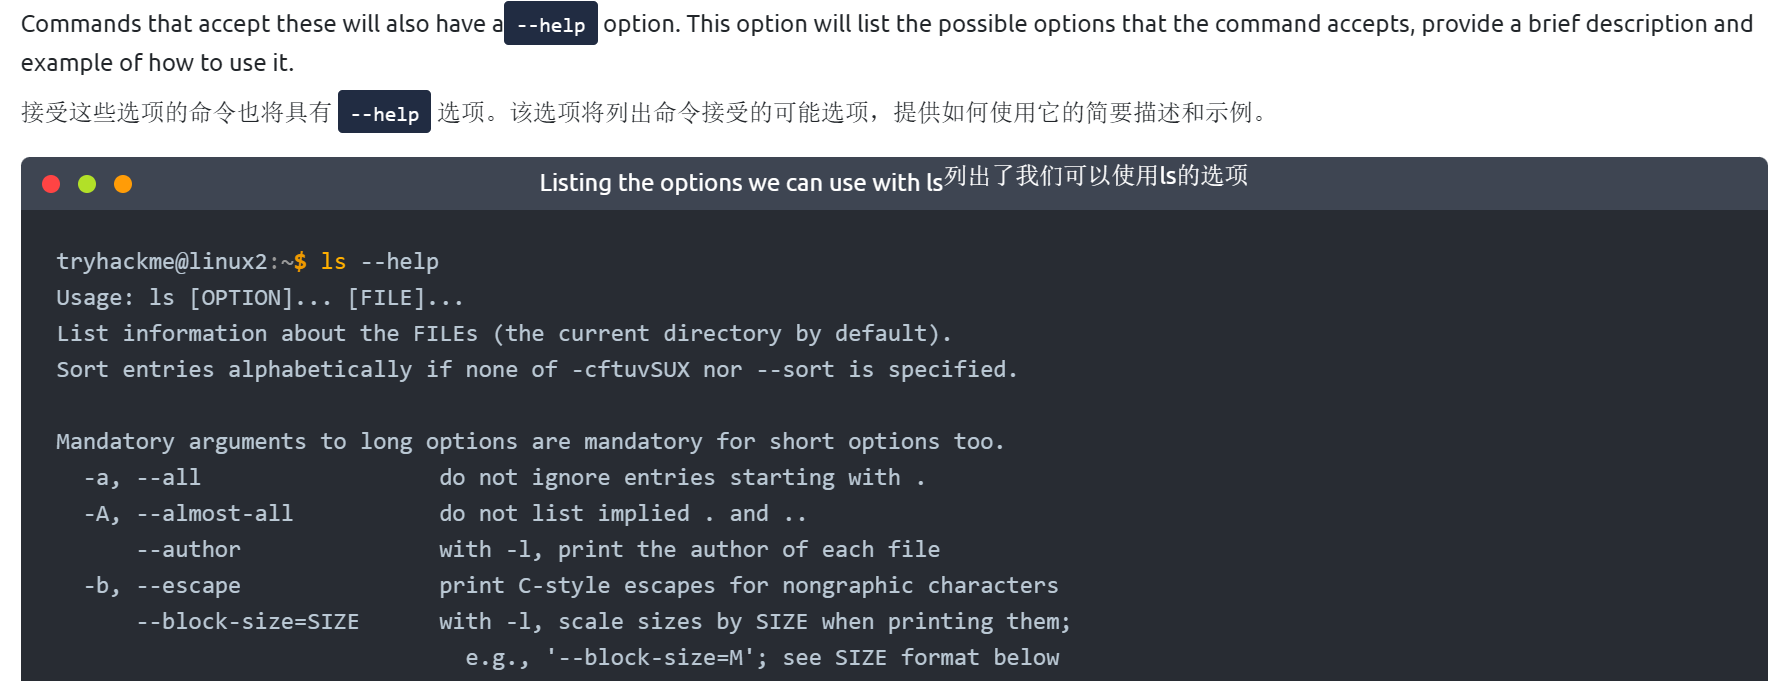 Commands that accept these will also have a --help option. This option will list the possible options that the command accepts, provide a brief description and
example of how to use it.
接受这些选项的命令也将具有 --help 选项。该选项将列出命令接受的可能选项，提供如何使用它的简要描述和示例。
Listing the options we can use with ls列出了我们可以使用ls的选项
tryhackme@linux2:~$ ls --help
Usage: ls [OPTION]... [FILE]...
List information about the FILEs (the current directory by default).
Sort entries alphabetically if none of -cftuvSUX nor --sort is specified.
Mandatory arguments to long options are mandatory for short options too.
  -a, --all                  do not ignore entries starting with .
  -A, --almost-all           do not list implied . and ..
      --author               with -l, print the author of each file
  -b, --escape               print C-style escapes for nongraphic characters
      --block-size=SIZE      with -l, scale sizes by SIZE when printing them;
                               e.g., '--block-size=M'; see SIZE format below